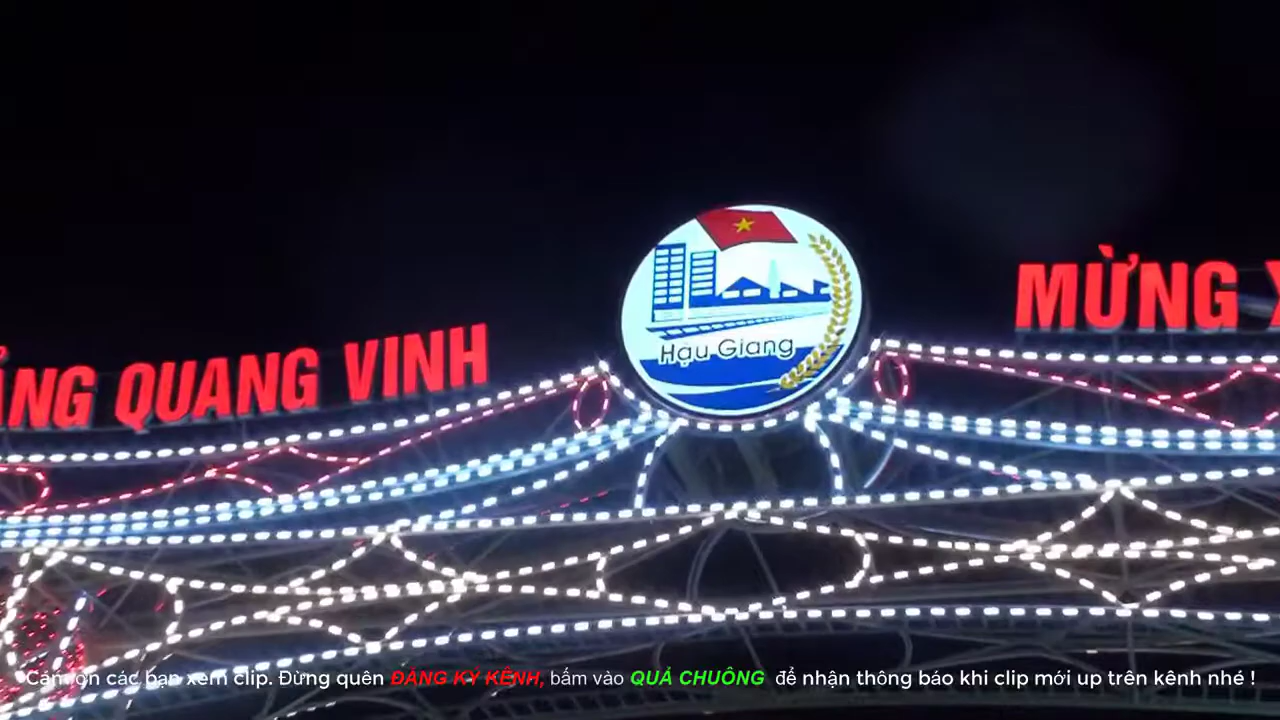 QUANG VINH
MỪNG
Hậu Giang
Cám ơn các bạn xem clip. Đừng quên ĐĂNG KÝ KÊNH, bấm vào QUẢ CHUÔNG để nhận thông báo khi clip mới up trên kênh nhé !